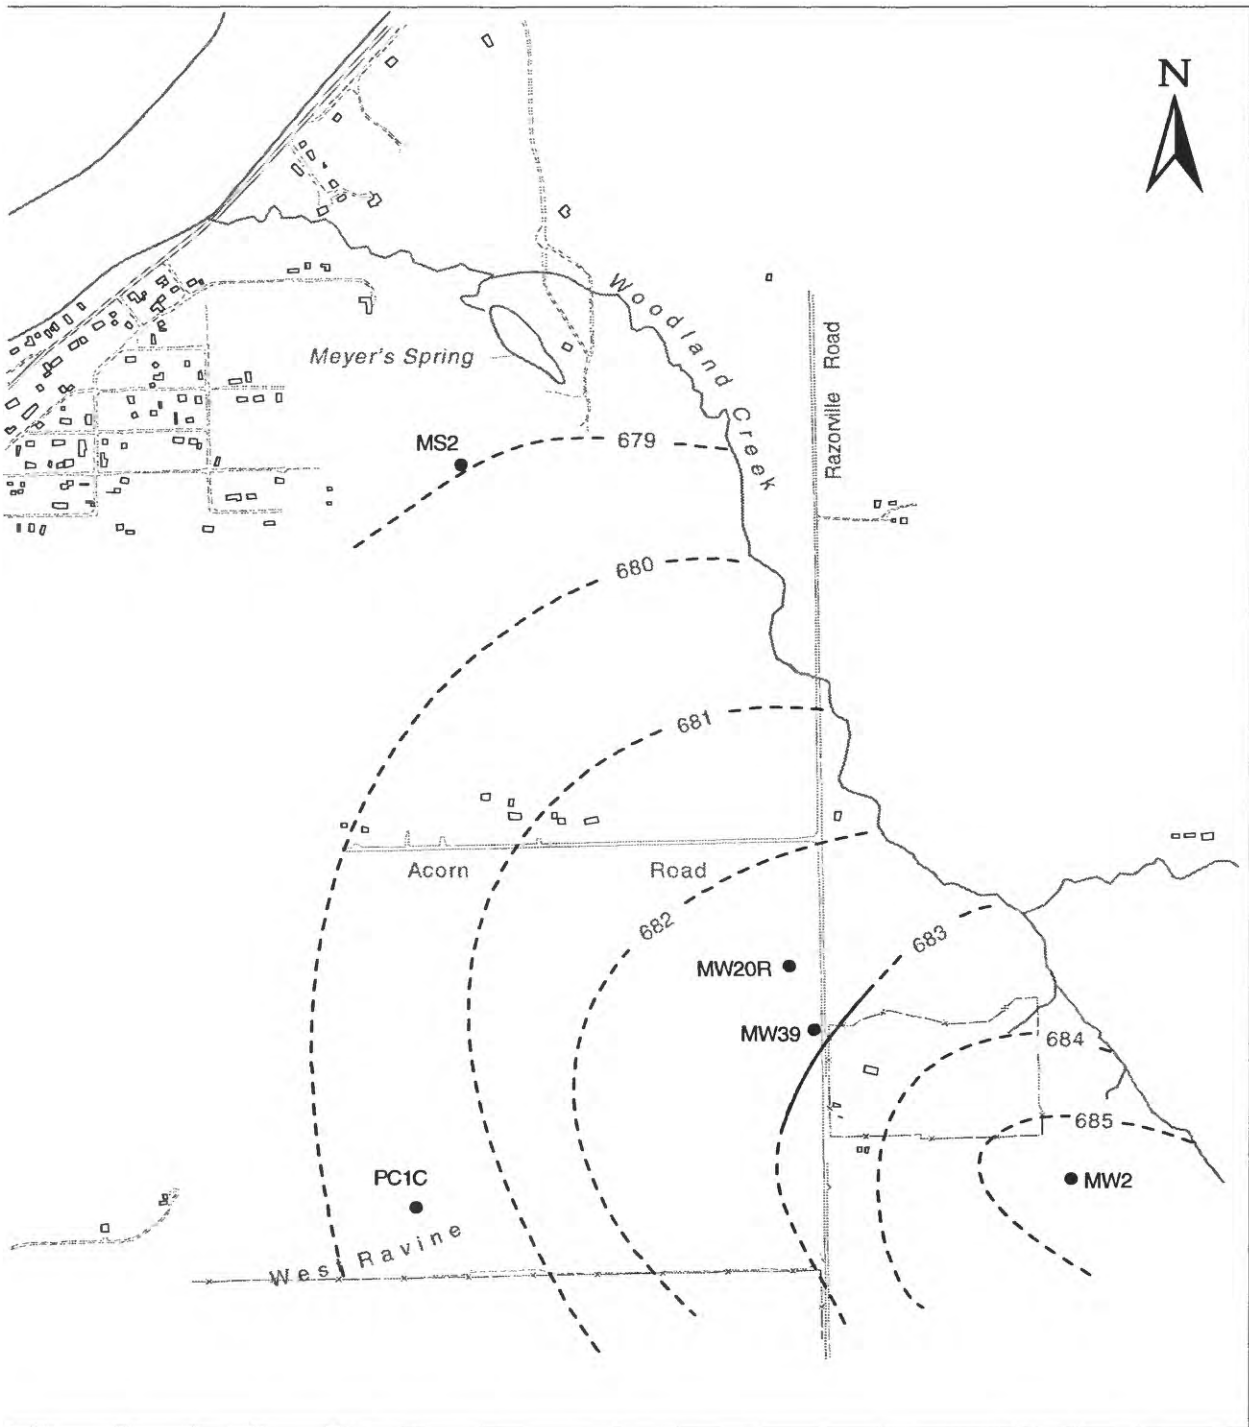 N
Woodland Creek
Razorville Road
Meyer's Spring
MS2
679
680
681
Acorn Road
682
683
MW20R
MW39
684
685
PC1C
MW2
West Ravine